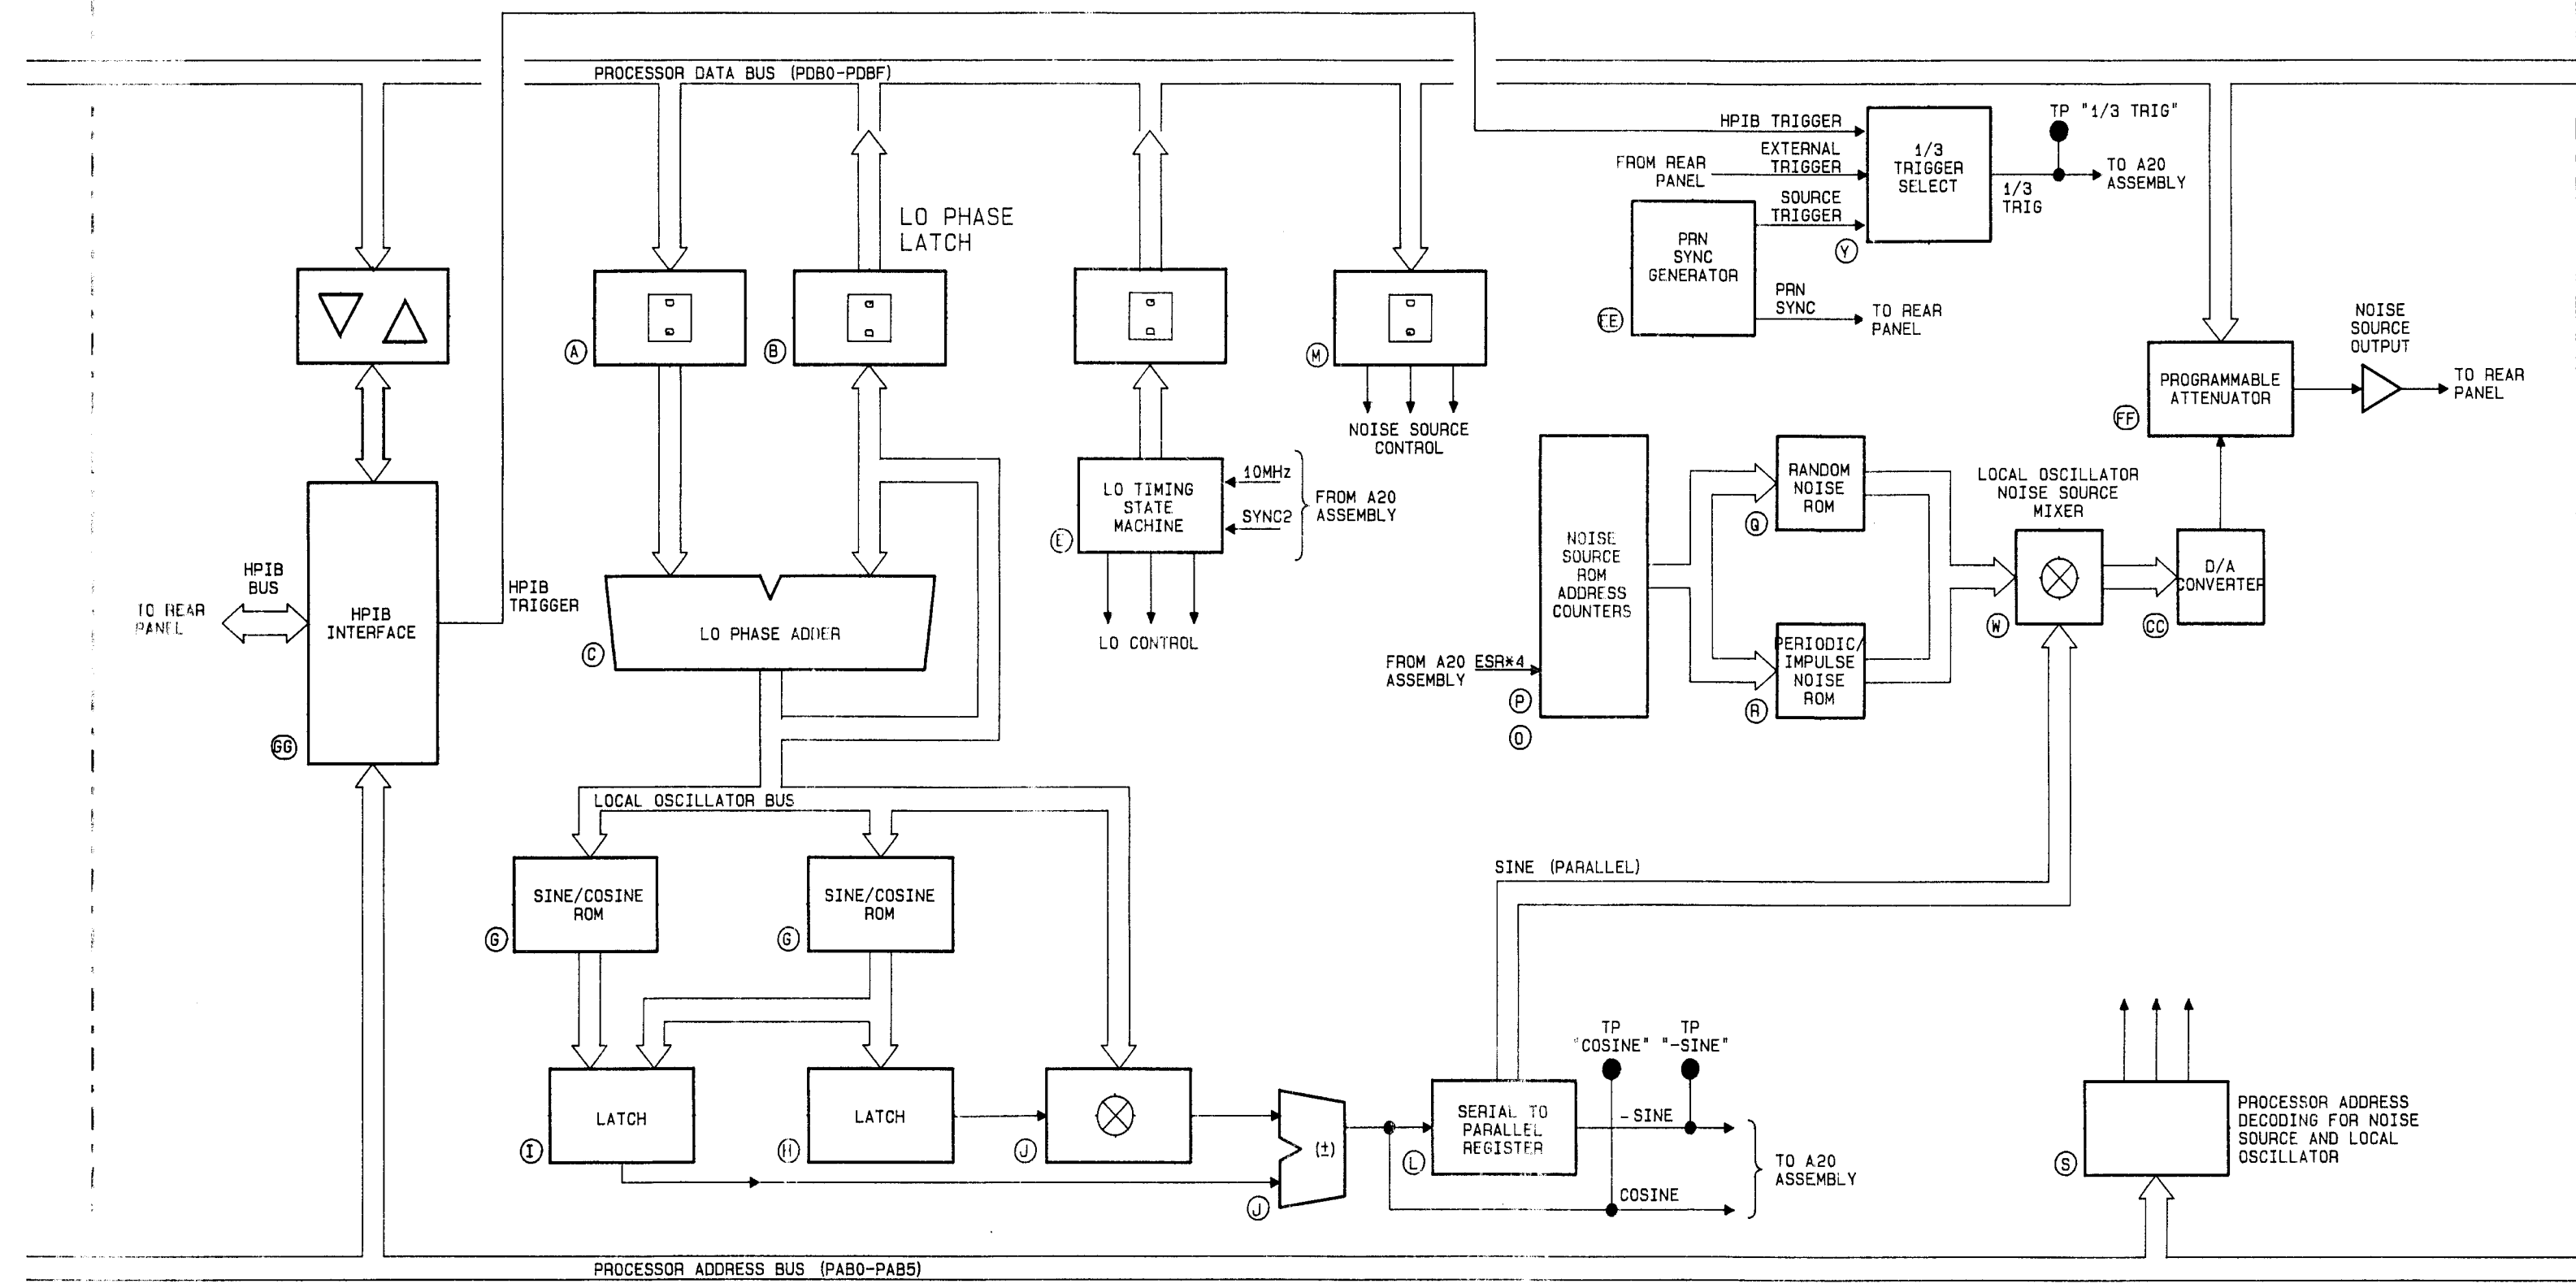 PROCESSOR DATA BUS (PDB0-PDBF)
HPIB TRIGGER
EXTERNAL
TRIGGER
FROM REAR
PANEL
SOURCE
TRIGGER
1/3
TRIGGER
SELECT
Y
TP "1/3 TRIG"
1/3
TRIG
TO A20
ASSEMBLY
PRN
SYNC
GENERATOR
EE
PRN
SYNC
TO REAR
PANEL
LO PHASE
LATCH
A
B
M
NOISE SOURCE
CONTROL
NOISE
SOURCE
OUTPUT
PROGRAMMABLE
ATTENUATOR
FF
TO REAR
PANEL
LO TIMING
STATE
MACHINE
E
10MHz
SYNC2
FROM A20
ASSEMBLY
LO CONTROL
NOISE
SOURCE
ROM
ADDRESS
COUNTERS
FROM A20 ESR*4
ASSEMBLY
P
O
RANDOM
NOISE
ROM
Q
PERIODIC/
IMPULSE
NOISE
ROM
R
LOCAL OSCILLATOR
NOISE SOURCE
MIXER
W
D/A
CONVERTER
CC
HPIB
BUS
TO REAR
PANEL
HPIB
INTERFACE
GG
HPIB
TRIGGER
LO PHASE ADDER
C
LOCAL OSCILLATOR BUS
SINE/COSINE
ROM
G
SINE/COSINE
ROM
G
SINE (PARALLEL)
LATCH
I
LATCH
H
J
(±)
J
SERIAL TO
PARALLEL
REGISTER
L
TP
"COSINE"
TP
"-SINE"
-SINE
COSINE
TO A20
ASSEMBLY
S
PROCESSOR ADDRESS
DECODING FOR NOISE
SOURCE AND LOCAL
OSCILLATOR
PROCESSOR ADDRESS BUS (PAB0-PAB5)